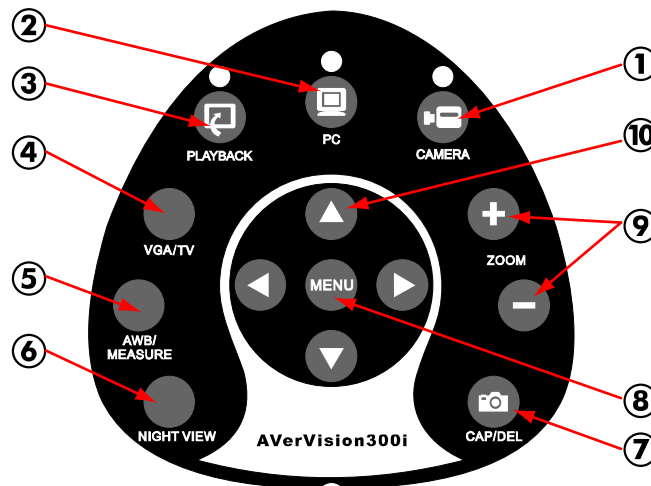 ②
①
③
PLAYBACK
PC
CAMERA
④
⑩
VGA/TV
ZOOM
⑨
⑤
MENU
AWB/
MEASURE
⑥
⑧
NIGHT VIEW
AVerVision300i
CAP/DEL
⑦